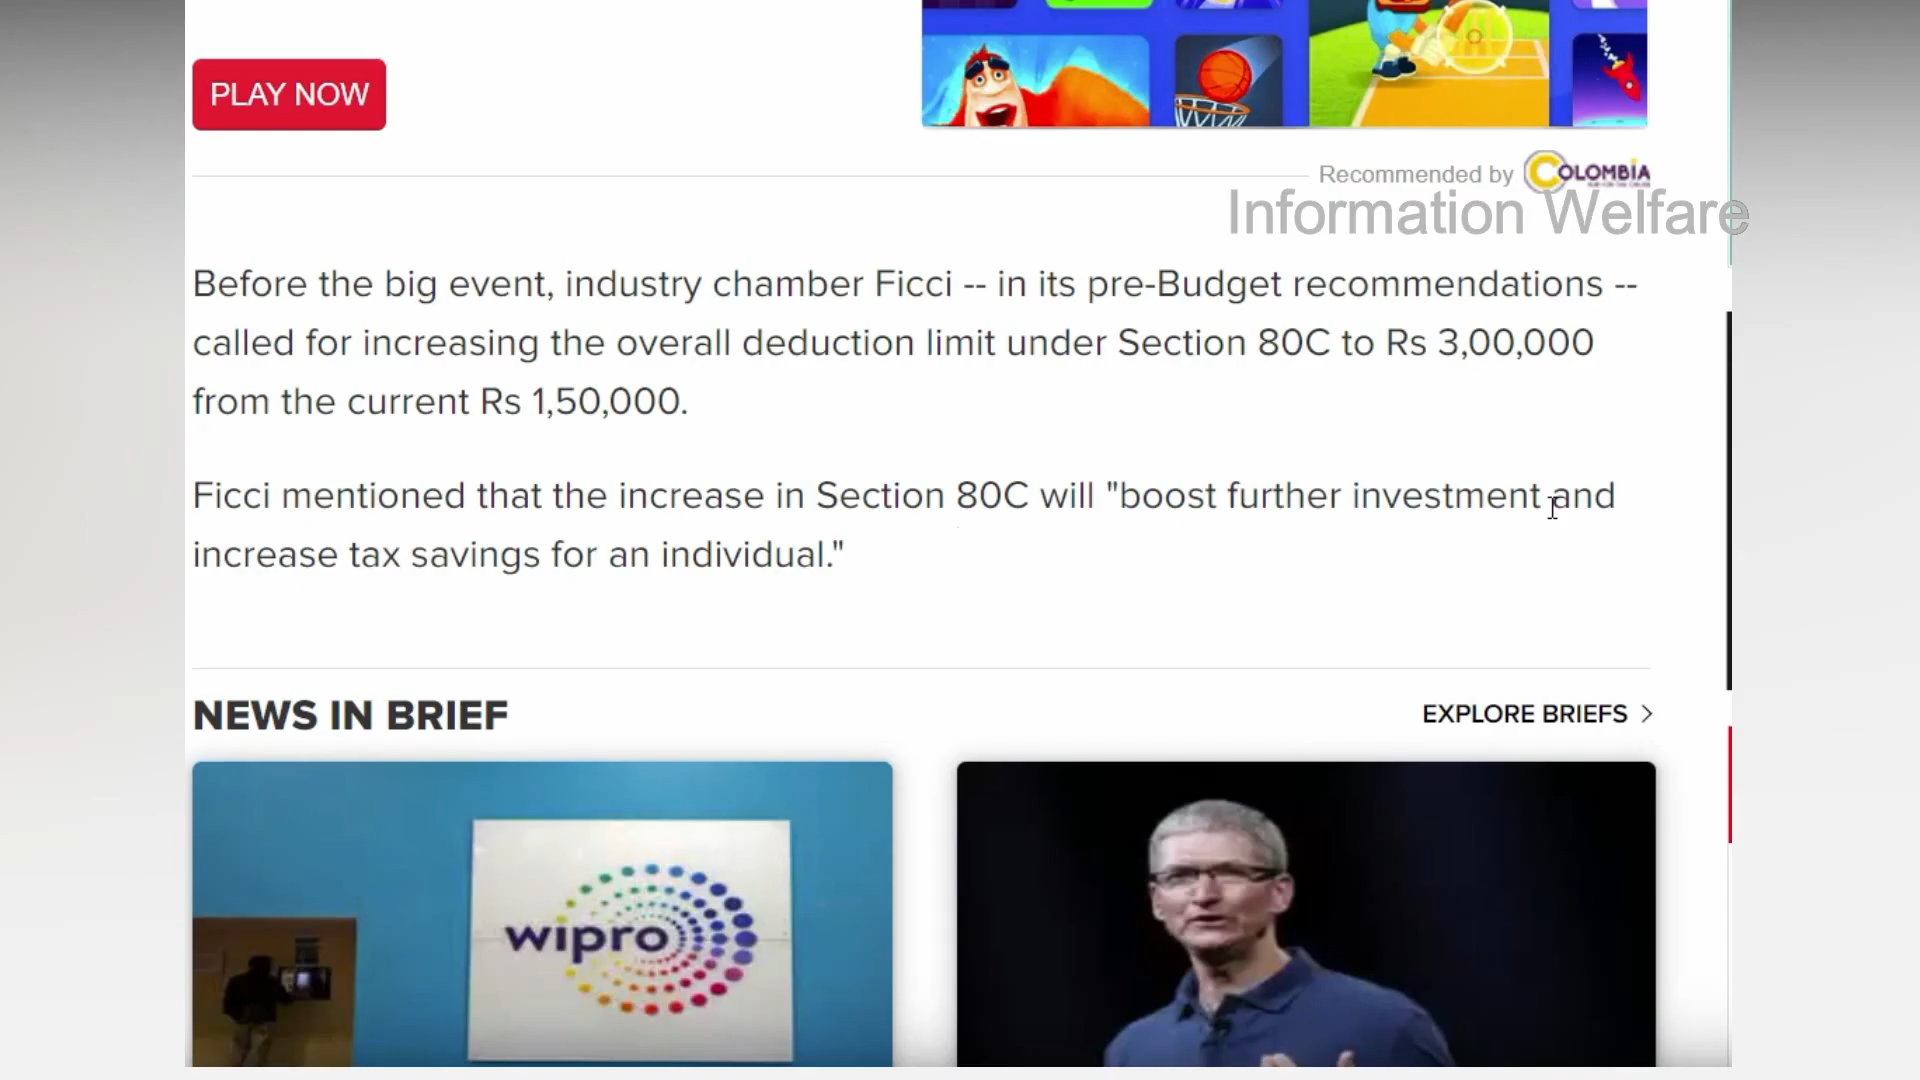 PLAY NOW
Recommended by COLOMBIA
Information Welfare
Before the big event, industry chamber Ficci -- in its pre-Budget recommendations --
called for increasing the overall deduction limit under Section 80C to Rs 3,00,000
from the current Rs 1,50,000.
Ficci mentioned that the increase in Section 80C will "boost further investment and
increase tax savings for an individual."
NEWS IN BRIEF
EXPLORE BRIEFS >
wipro